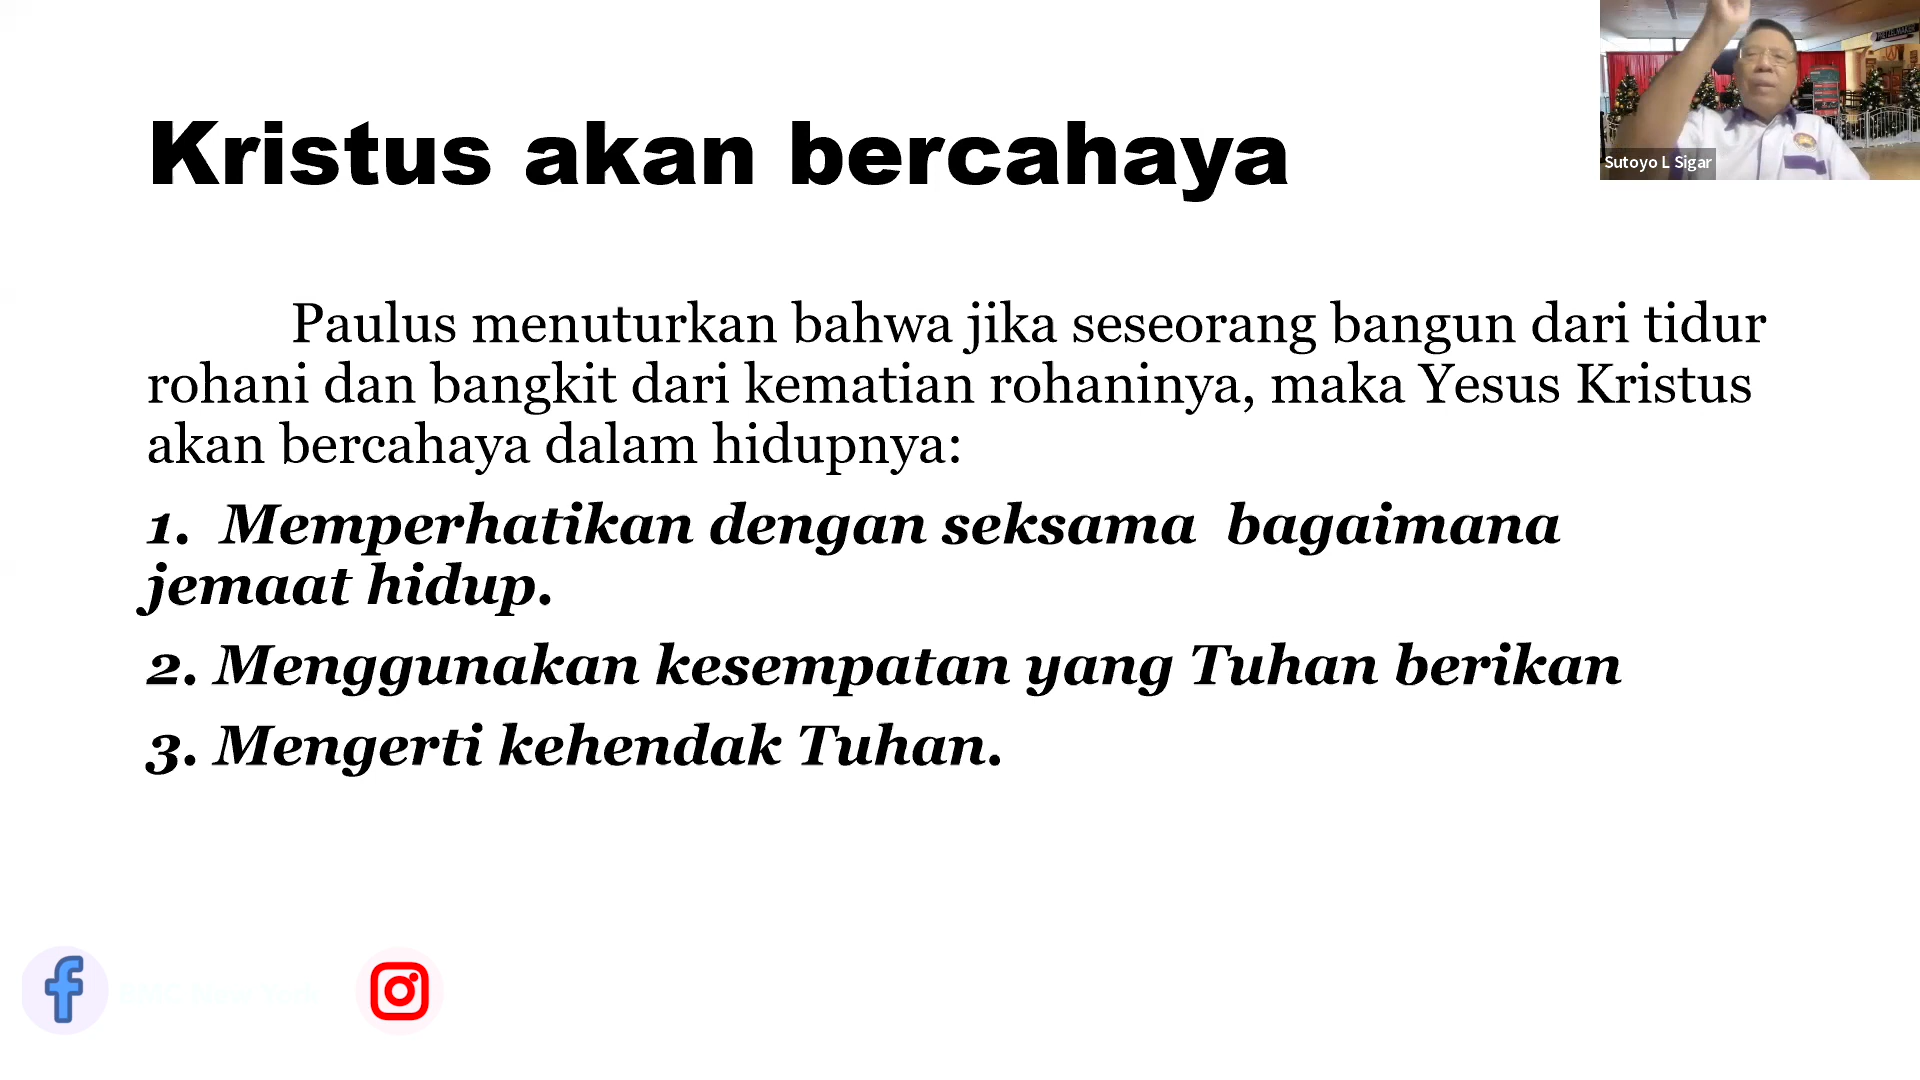 Kristus akan bercahaya
Sutoyo L Sigar
Paulus menuturkan bahwa jika seseorang bangun dari tidur
rohani dan bangkit dari kematian rohaninya, maka Yesus Kristus
akan bercahaya dalam hidupnya:
1. Memperhatikan dengan seksama bagaimana
jemaat hidup.
2. Menggunakan kesempatan yang Tuhan berikan
3. Mengerti kehendak Tuhan.